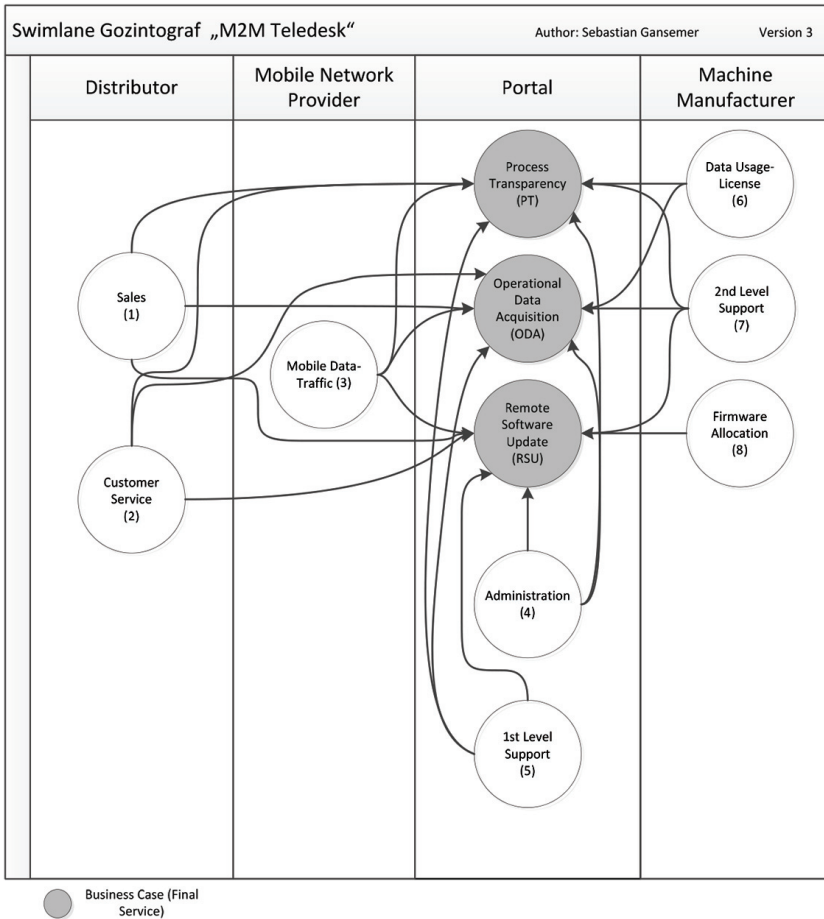 Swimlane Gozintograf „M2M Teledesk“
Author: Sebastian Gansemer
Version 3
Distributor
Mobile Network
Provider
Portal
Machine
Manufacturer
Process
Transparency
(PT)
Data Usage-
License
(6)
Sales
(1)
Operational
Data
Acquisition
(ODA)
2nd Level
Support
(7)
Mobile Data-
Traffic (3)
Remote
Software
Update
(RSU)
Firmware
Allocation
(8)
Customer
Service
(2)
Administration
(4)
1st Level
Support
(5)
Business Case (Final
Service)